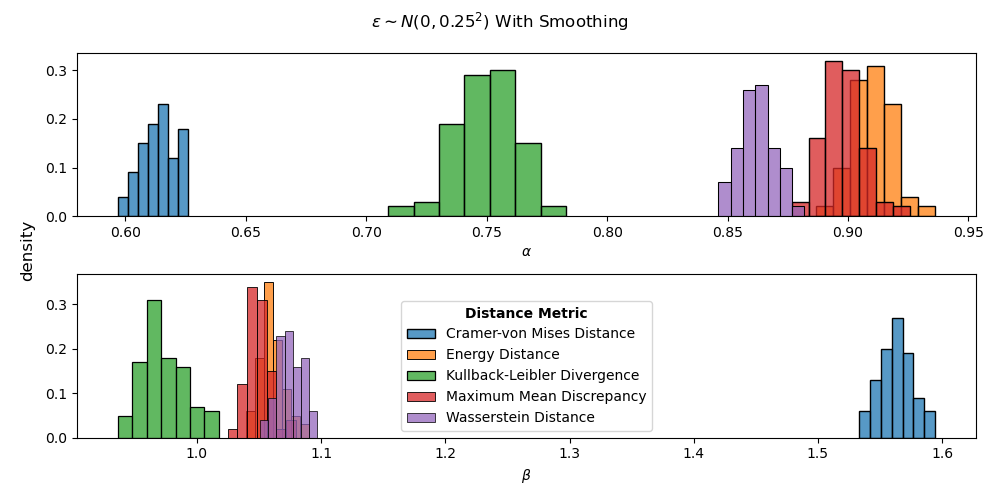 ε ~ N(0, 0.25²) With Smoothing
0.3
0.2
0.1
0.0
0.60 0.65 0.70 0.75 0.80 0.85 0.90 0.95
α
density
0.3
0.2
0.1
0.0
Distance Metric
Cramer-von Mises Distance
Energy Distance
Kullback-Leibler Divergence
Maximum Mean Discrepancy
Wasserstein Distance
1.0 1.1 1.2 1.3 1.4 1.5 1.6
β